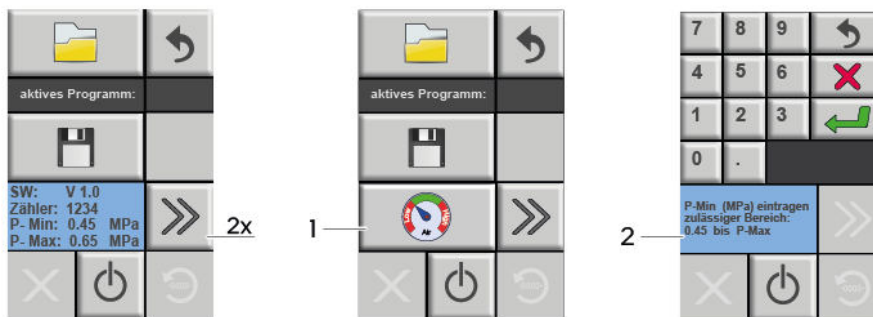 aktives Programm:
SW: V 1.0
Zähler: 1234
P- Min: 0.45 MPa
P- Max: 0.65 MPa
2x
aktives Programm:
Low
High
Air
1
7 8 9
4 5 6
1 2 3
0 .
P-Min (MPa) eintragen
zulässiger Bereich:
0.45 bis P-Max
2